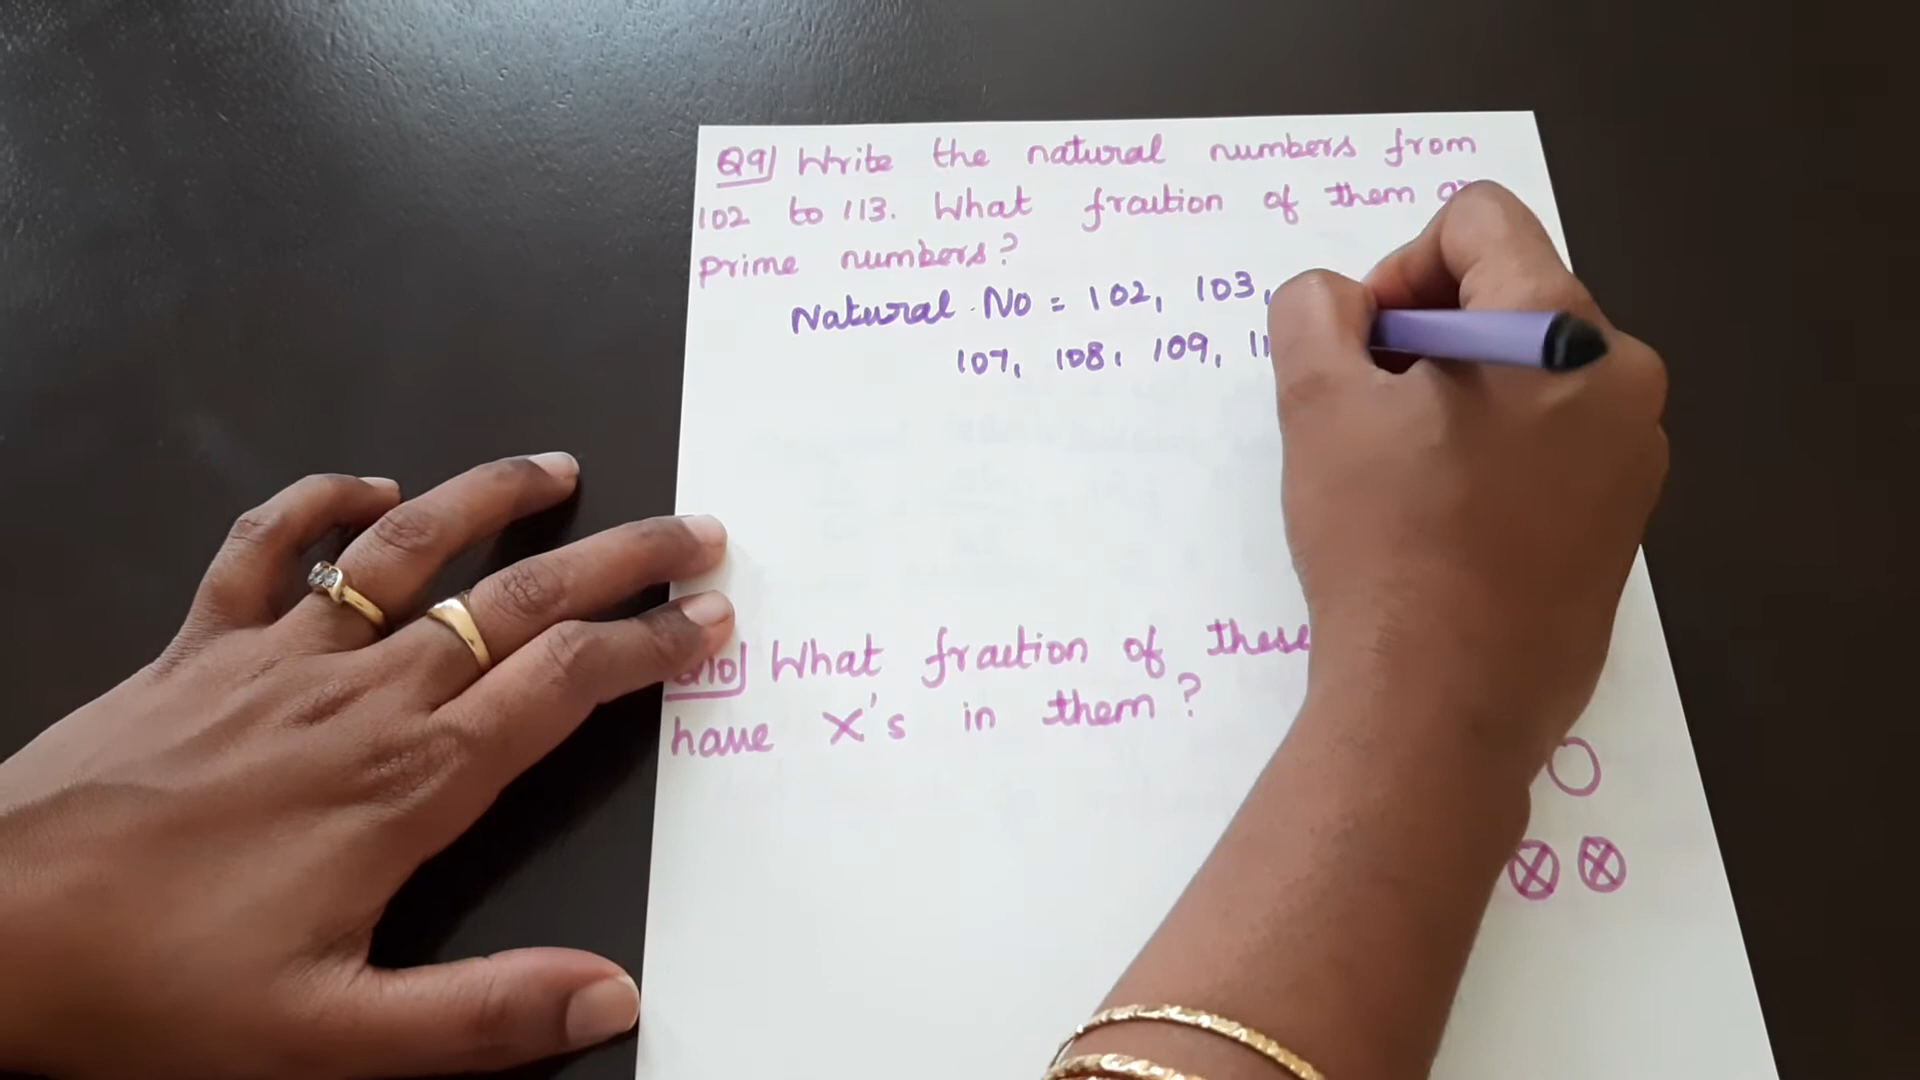 Q9) Write the natural numbers from
102 to 113. What fraction of them
prime numbers?
Natural No = 102, 103,
107, 108, 109,
Q10) What fraction of these
have X's in them?